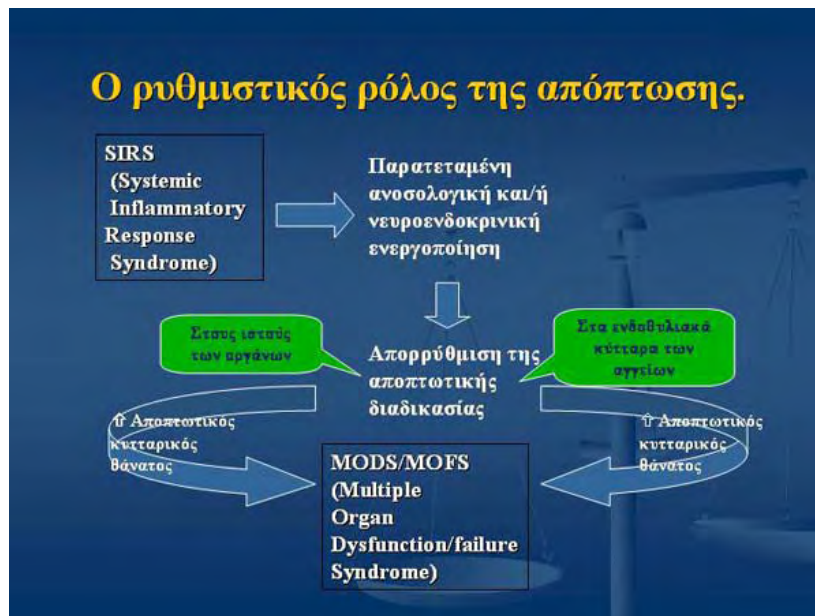 Ο ρυθμιστικός ρόλος της απόπτωσης.
SIRS
(Systemic
Inflammatory
Response
Syndrome)
Παρατεταμένη
ανοσολογική και/ή
νευροενδοκρινική
ενεργοποίηση
Στους ιστούς
των οργάνων
Στα ενδοθυλιακά
κύτταρα των
αγγείων
Απορρύθμιση της
αποπτωτικής
διαδικασίας
⇧ Αποπτωτικός
κυτταρικός
θάνατος
⇧ Αποπτωτικός
κυτταρικός
θάνατος
MODS/MOFS
(Multiple
Organ
Dysfunction/failure
Syndrome)